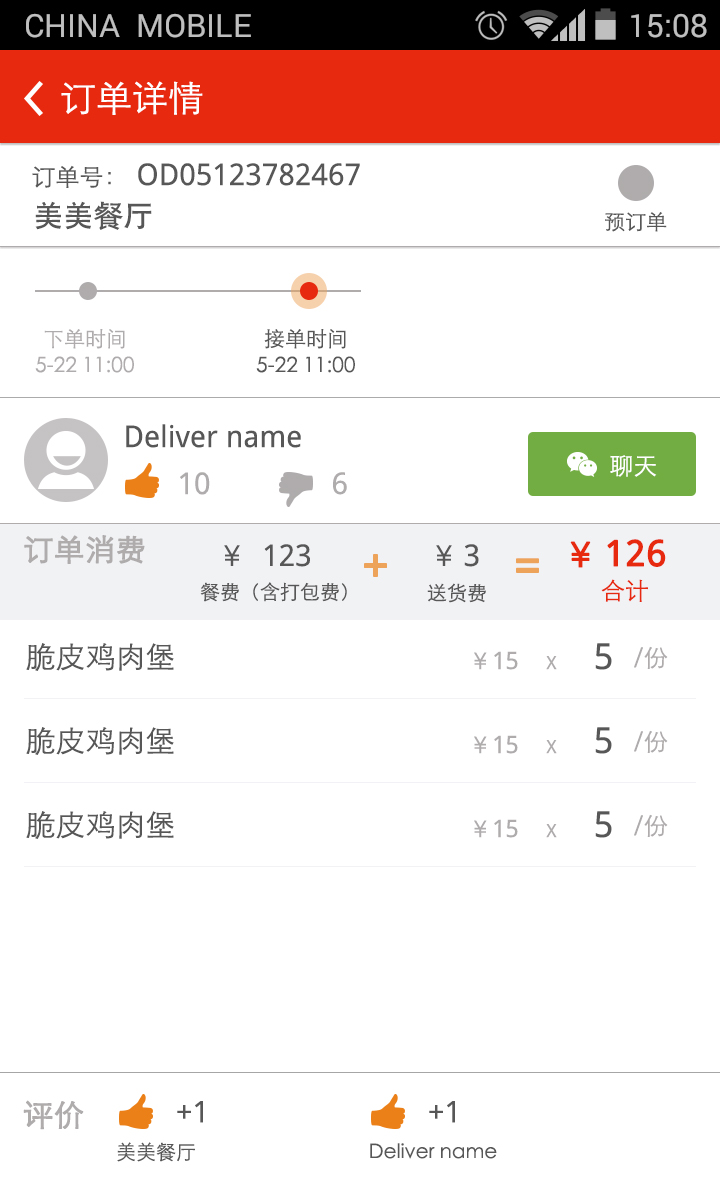 CHINA MOBILE 15:08
订单详情
订单号： OD05123782467
美美餐厅
预订单
下单时间 接单时间
5-22 11:00 5-22 11:00
Deliver name
10 6
聊天
订单消费 ¥ 123 + ¥ 3 = ¥ 126
餐费（含打包费） 送货费 合计
脆皮鸡肉堡 ¥15 x 5 /份
脆皮鸡肉堡 ¥15 x 5 /份
脆皮鸡肉堡 ¥15 x 5 /份
评价 +1 +1
美美餐厅 Deliver name